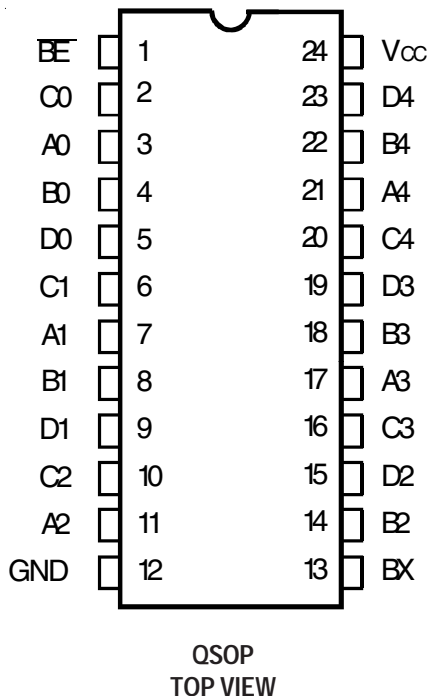 B̅E̅ 1 24 Vcc
C0 2 23 D4
A0 3 22 B4
B0 4 21 A4
D0 5 20 C4
C1 6 19 D3
A1 7 18 B3
B1 8 17 A3
D1 9 16 C3
C2 10 15 D2
A2 11 14 B2
GND 12 13 BX
QSOP
TOP VIEW